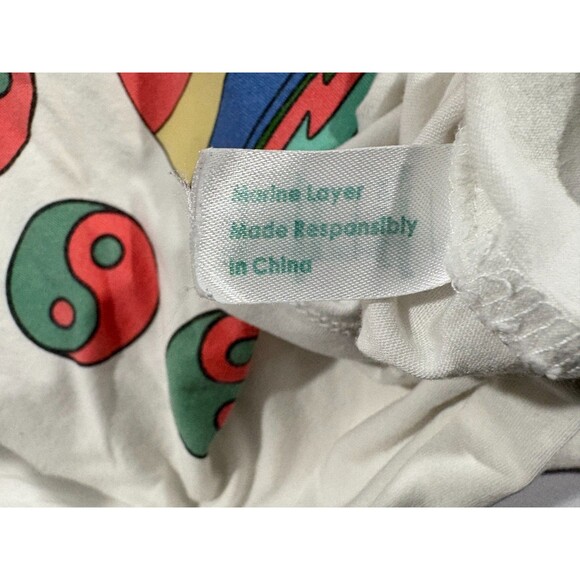 Marine Layer
Made Responsibly
in China